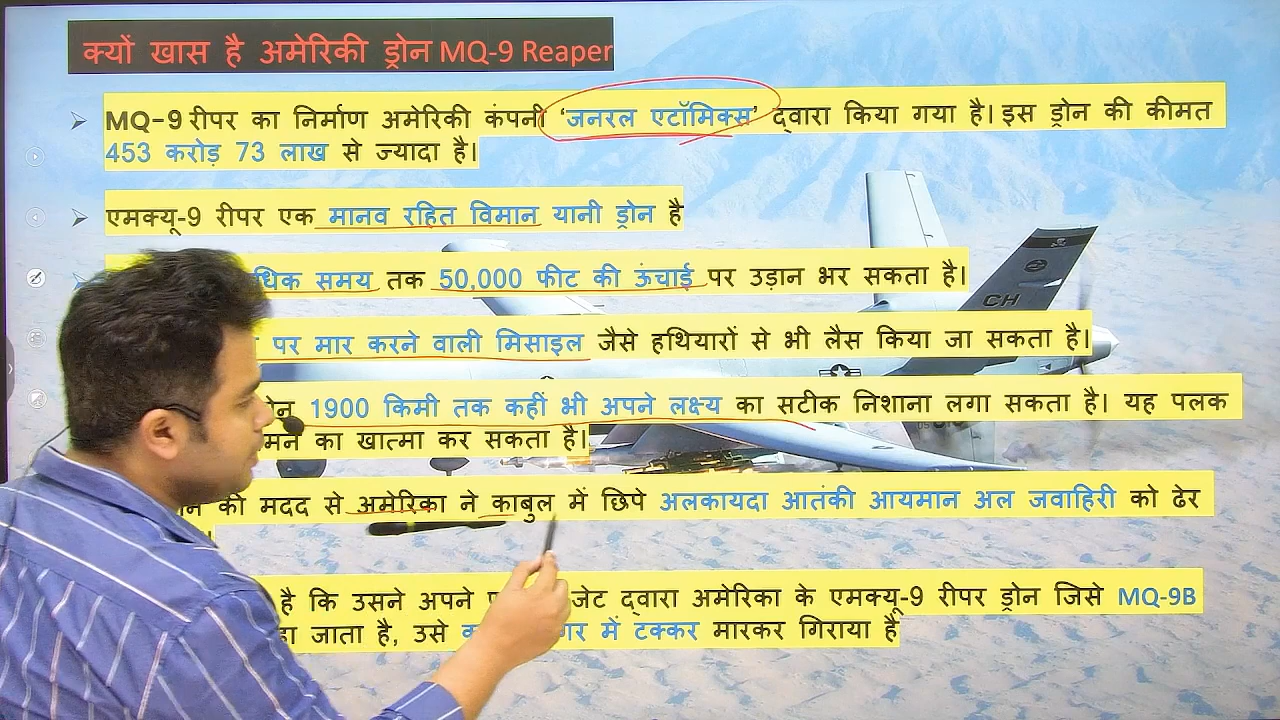 क्यों खास है अमेरिकी ड्रोन MQ-9 Reaper
MQ-9 रीपर का निर्माण अमेरिकी कंपनी ‘जनरल एटॉमिक्स’ द्वारा किया गया है। इस ड्रोन की कीमत
453 करोड़ 73 लाख से ज्यादा है।
एमक्यू-9 रीपर एक मानव रहित विमान यानी ड्रोन है
समय तक 50,000 फीट की ऊंचाई पर उड़ान भर सकता है।
पर मार करने वाली मिसाइल जैसे हथियारों से भी लैस किया जा सकता है।
1900 किमी तक कहीं भी अपने लक्ष्य का सटीक निशाना लगा सकता है। यह पलक
का खात्मा कर सकता है।
की मदद से अमेरिका ने काबुल में छिपे अलकायदा आतंकी आयमान अल जवाहिरी को ढेर
है कि उसने अपने जेट द्वारा अमेरिका के एमक्यू-9 रीपर ड्रोन जिसे MQ-9B
जाता है, उसे में टक्कर मारकर गिराया है
CH